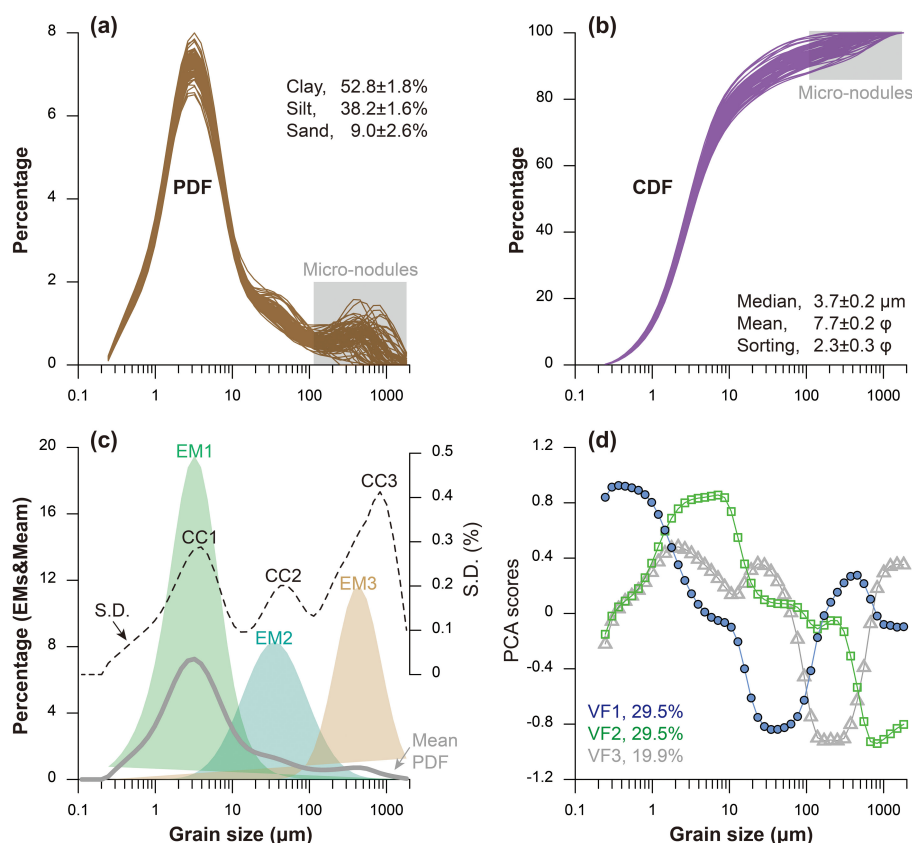 (a)
8
6
4
2
0
Percentage
Clay, 52.8±1.8%
Silt, 38.2±1.6%
Sand, 9.0±2.6%
PDF
Micro-nodules
0.1 1 10 100 1000
(b)
100
80
60
40
20
0
Percentage
Micro-nodules
CDF
Median, 3.7±0.2 µm
Mean, 7.7±0.2 φ
Sorting, 2.3±0.3 φ
0.1 1 10 100 1000
(c)
20
16
12
8
4
0
Percentage (EMs&Meam)
EM1
CC1
CC2
CC3
EM2
EM3
S.D.
Mean
PDF
0.5
0.4
0.3
0.2
0.1
0
S.D. (%)
0.1 1 10 100 1000
Grain size (µm)
(d)
1.2
0.8
0.4
0
-0.4
-0.8
-1.2
PCA scores
VF1, 29.5%
VF2, 29.5%
VF3, 19.9%
0.1 1 10 100 1000
Grain size (µm)